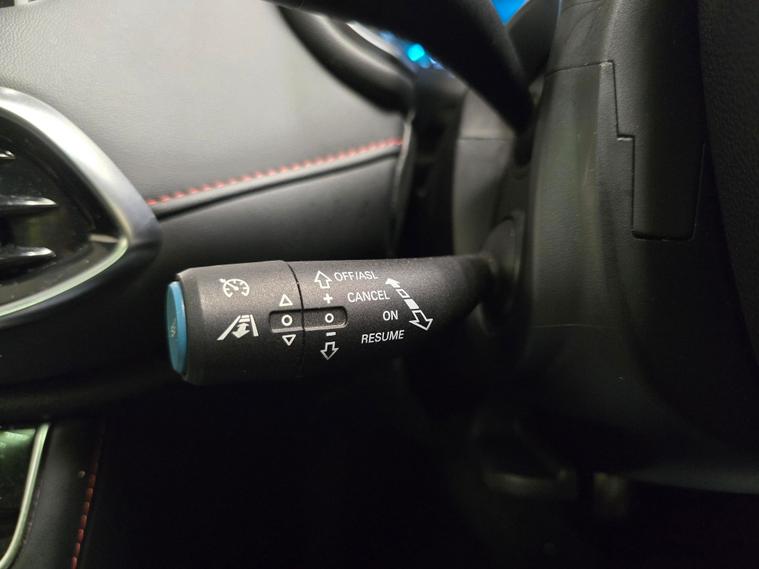 OFF/ASL
+ CANCEL
ON
- RESUME